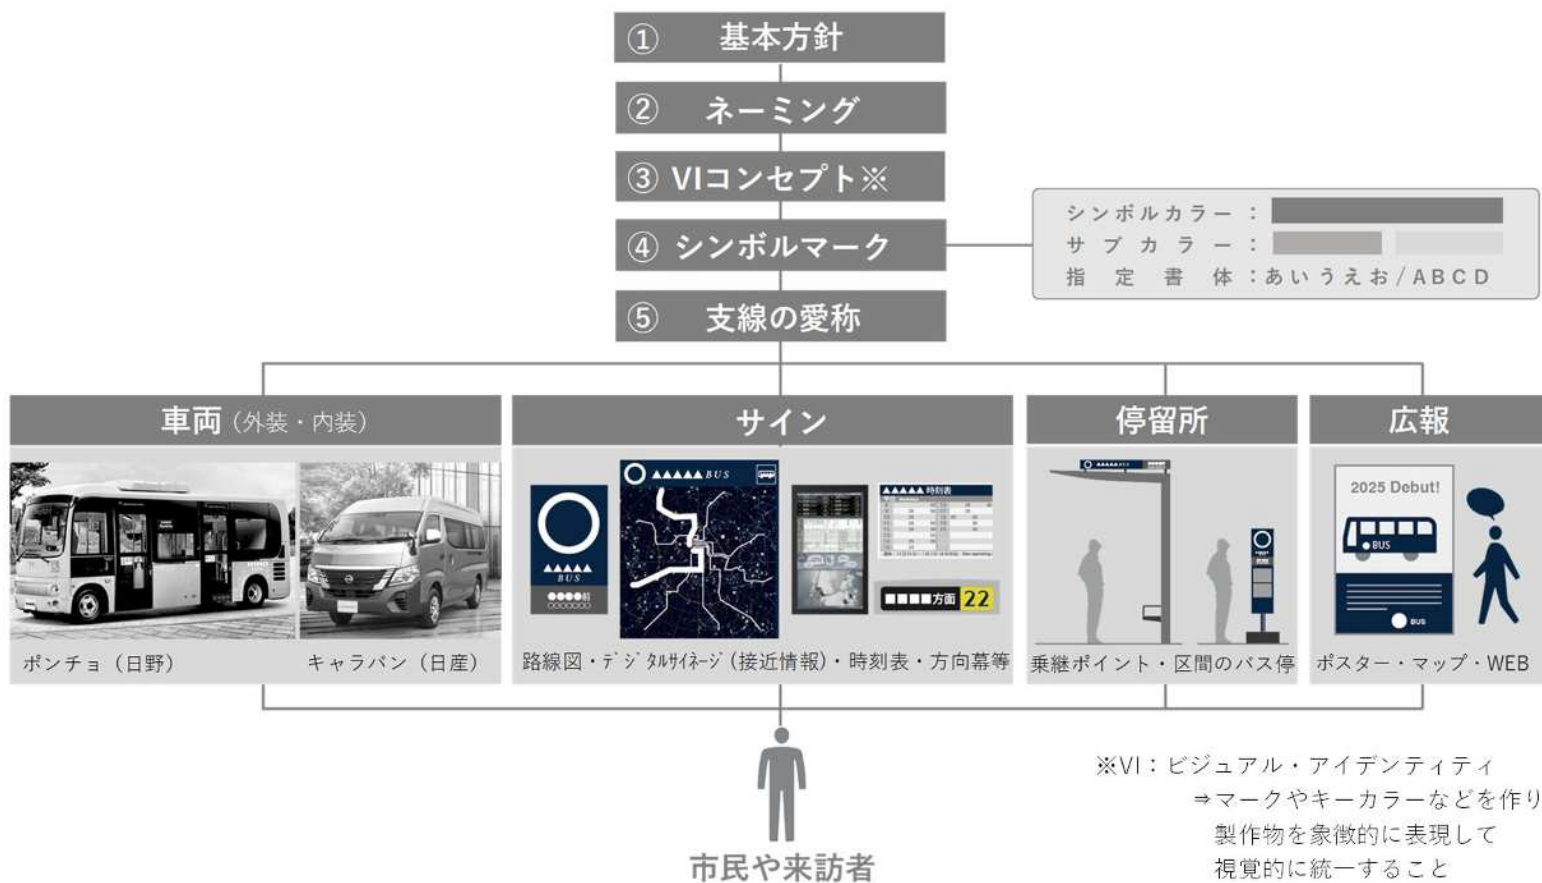 ① 基本方針
② ネーミング
③ VIコンセプト※
④ シンボルマーク
シンボルカラー：
サブカラー：
指定書体：あいうえお/ABCD
⑤ 支線の愛称
車両（外装・内装）
ポンチョ（日野）
キャラバン（日産）
サイン
▲▲▲▲▲
BUS
●●●●前
○○○○○○○
▲▲▲▲▲BUS
▲▲▲▲▲時刻表
■■■■方面 22
路線図・ﾃﾞｼﾞﾀﾙｻｲﾈｰｼﾞ(接近情報)・時刻表・方向幕等
停留所
乗継ポイント・区間のバス停
広報
2025 Debut!
BUS
BUS
ポスター・マップ・WEB
市民や来訪者
※VI：ビジュアル・アイデンティティ
⇒マークやキーカラーなどを作り
製作物を象徴的に表現して
視覚的に統一すること